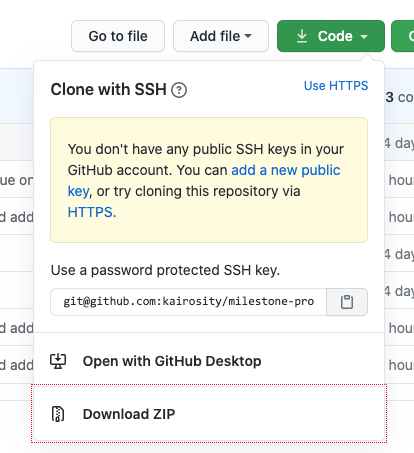 Go to file
Add file
Code
Clone with SSH
Use HTTPS
3 co
You don't have any public SSH keys in your
GitHub account. You can add a new public
key, or try cloning this repository via
HTTPS.
4 day
ue on
hour
d add
hour
4 day
Use a password protected SSH key.
git@github.com:kairosity/milestone-pro
4 day
d add
hour
Open with GitHub Desktop
d add
hour
Download ZIP